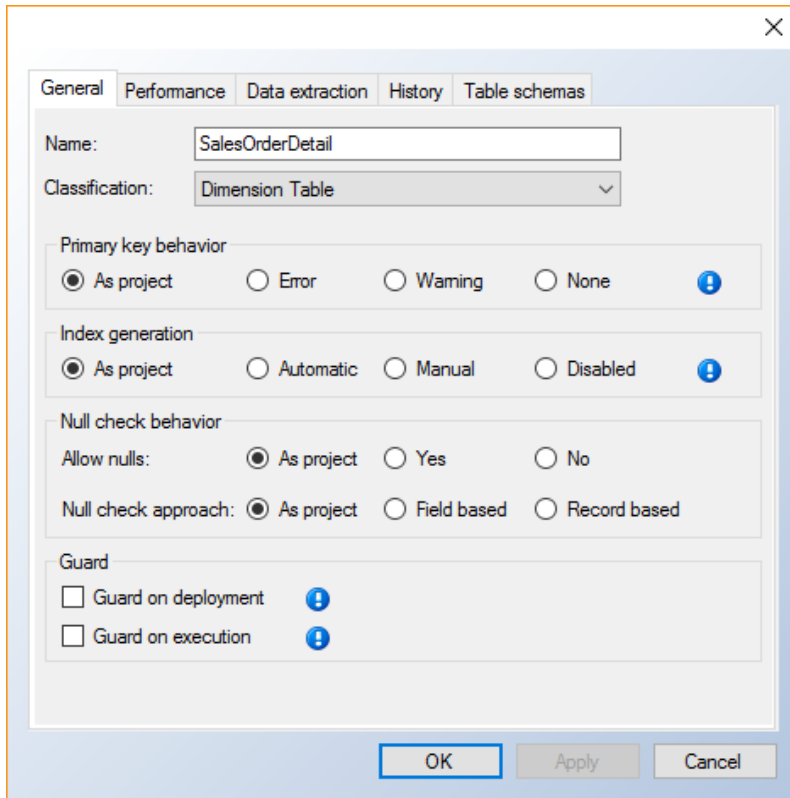 General Performance Data extraction History Table schemas
Name: SalesOrderDetail
Classification: Dimension Table
Primary key behavior
As project Error Warning None
Index generation
As project Automatic Manual Disabled
Null check behavior
Allow nulls: As project Yes No
Null check approach: As project Field based Record based
Guard
Guard on deployment
Guard on execution
OK Apply Cancel